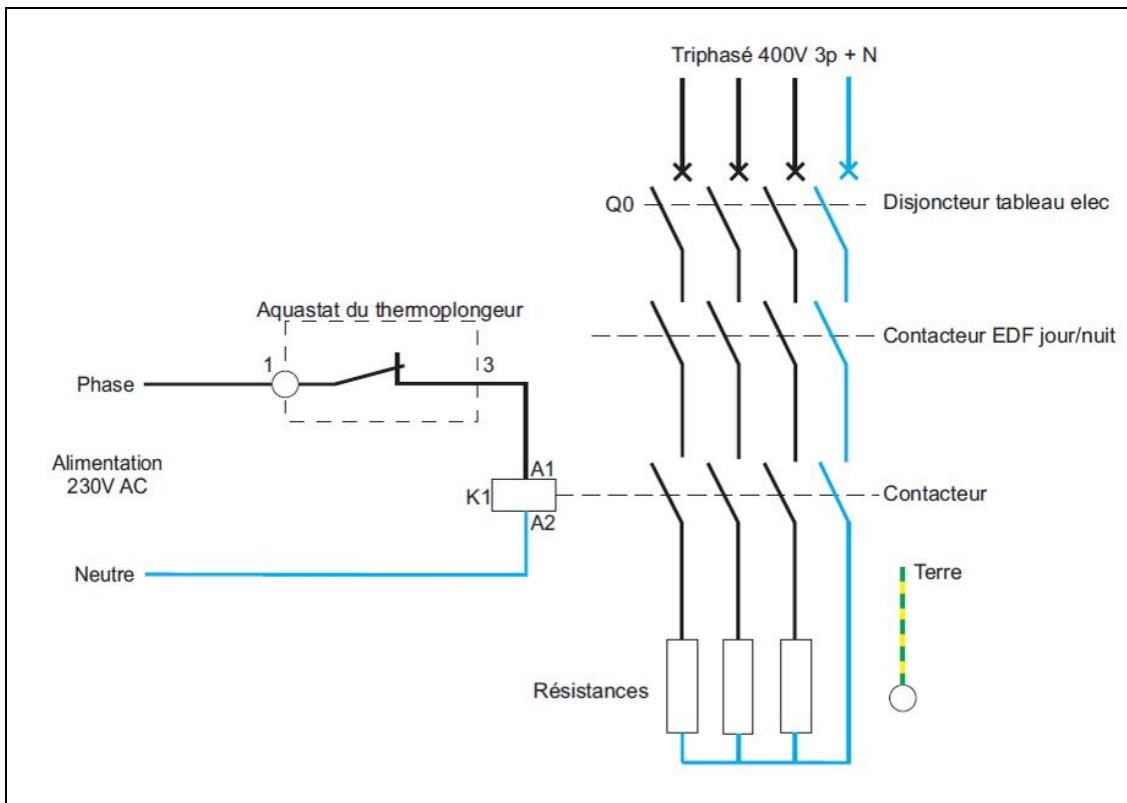 Triphasé 400V 3p + N
Q0
Disjoncteur tableau elec
Aquastat du thermoplongeur
Contacteur EDF jour/nuit
1
3
Phase
Alimentation
230V AC
A1
K1
A2
Contacteur
Neutre
Terre
Résistances